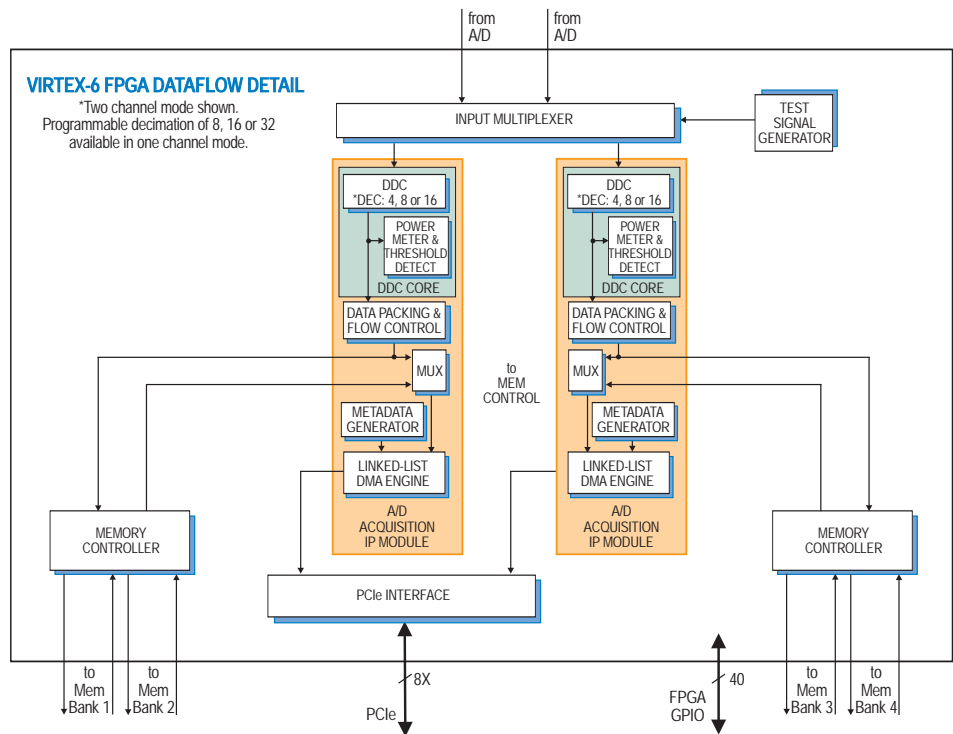 from
A/D
from
A/D
VIRTEX-6 FPGA DATAFLOW DETAIL
*Two channel mode shown.
Programmable decimation of 8, 16 or 32
available in one channel mode.
INPUT MULTIPLEXER
TEST
SIGNAL
GENERATOR
DDC
*DEC: 4, 8 or 16
POWER
METER &
THRESHOLD
DETECT
DDC CORE
DATA PACKING &
FLOW CONTROL
MUX
METADATA
GENERATOR
LINKED-LIST
DMA ENGINE
A/D
ACQUISITION
IP MODULE
to
MEM
CONTROL
DDC
*DEC: 4, 8 or 16
POWER
METER &
THRESHOLD
DETECT
DDC CORE
DATA PACKING &
FLOW CONTROL
MUX
METADATA
GENERATOR
LINKED-LIST
DMA ENGINE
A/D
ACQUISITION
IP MODULE
MEMORY
CONTROLLER
MEMORY
CONTROLLER
PCIe INTERFACE
to
Mem
Bank 1
to
Mem
Bank 2
8X
PCIe
40
FPGA
GPIO
to
Mem
Bank 3
to
Mem
Bank 4